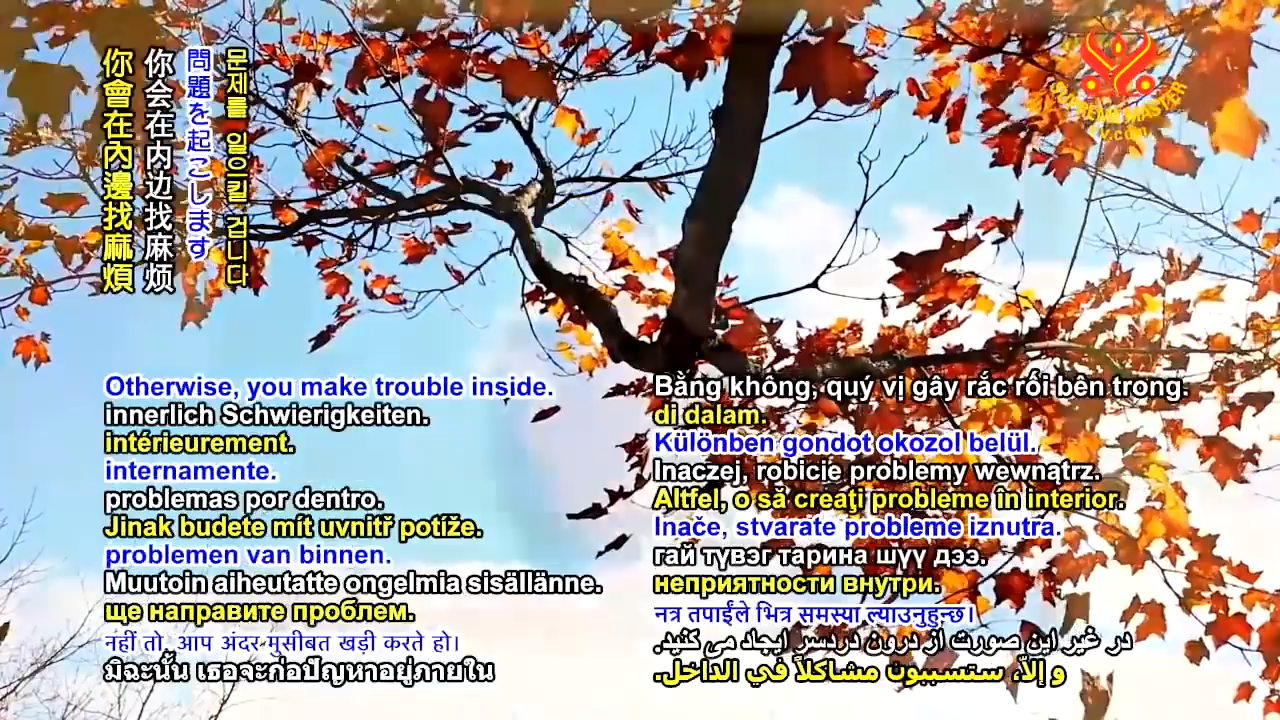 你會在內邊找麻煩
你会在内边找麻烦
問題を起こします
문제를 일으킬 겁니다
SUPREME MASTER
TV.com
Otherwise, you make trouble inside.
innerlich Schwierigkeiten.
intérieurement.
internamente.
problemas por dentro.
Jinak budete mít uvnitř potíže.
problemen van binnen.
Muutoin aiheutatte ongelmia sisällänne.
ще направите проблем.
नहीं तो, आप अंदर मुसीबत खड़ी करते हो।
มิฉะนั้น เธอจะก่อปัญหาอยู่ภายใน
Bằng không, quý vị gây rắc rối bên trong.
di dalam.
Különben gondot okozol belül.
Inaczej, robicie problemy wewnątrz.
Altfel, o să creaţi probleme în interior.
Inače, stvarate probleme iznutra.
гай түвэг тарина шүү дээ.
неприятности внутри.
नत्र तपाईंले भित्र समस्या ल्याउनुहुन्छ।
در غیر این صورت از درون دردسر ایجاد می کنید.
و إلاّ، ستسببون مشاكلاً في الداخل.